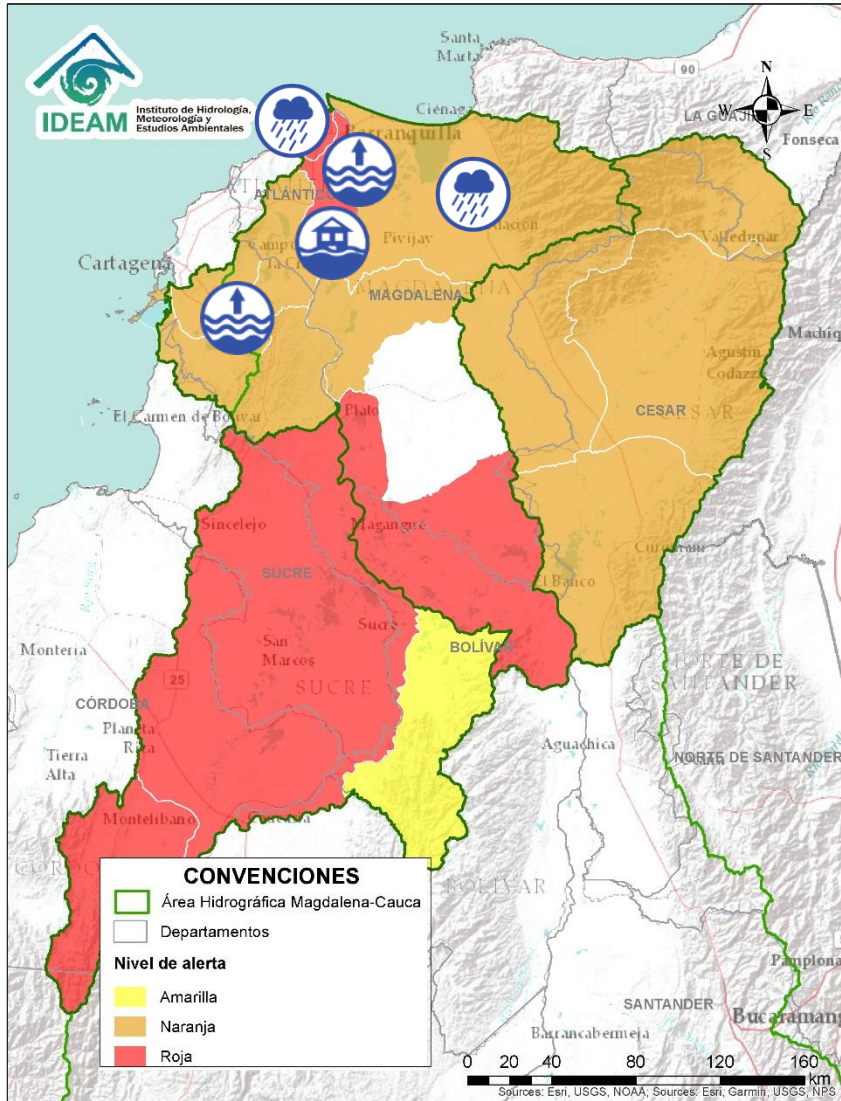 Santa
Marta
90
N
W E
S
IDEAM
Instituto de Hidrología,
Meteorología y
Estudios Ambientales
Ciénaga
LA GUAJI
Fonseca
Barranquilla
ATLÁNTICO
Pivijay
Valledupar
Cartagena
MAGDALENA
Agustín
Codazzi
El Carmen de Bolívar
Plato
CESAR
Sincelejo
Magangué
SUCRE
El Banco
Sucre
San
Marcos
BOLÍVAR
SUCRE
Montería
25
NORTE DE
SANTANDER
CÓRDOBA
Planeta
Rica
Aguachica
Tierra
Alta
NORTE DE SANTANDER
Montelíbano
BOLÍVAR
CONVENCIONES
Área Hidrográfica Magdalena-Cauca
Departamentos
Nivel de alerta
Amarilla
Naranja
Roja
Pamplona
SANTANDER
Bucaramang
Barrancabermeja
0 20 40 80 120 160
km
Sources: Esri, USGS, NOAA; Sources: Esri, Garmin, USGS, NPS